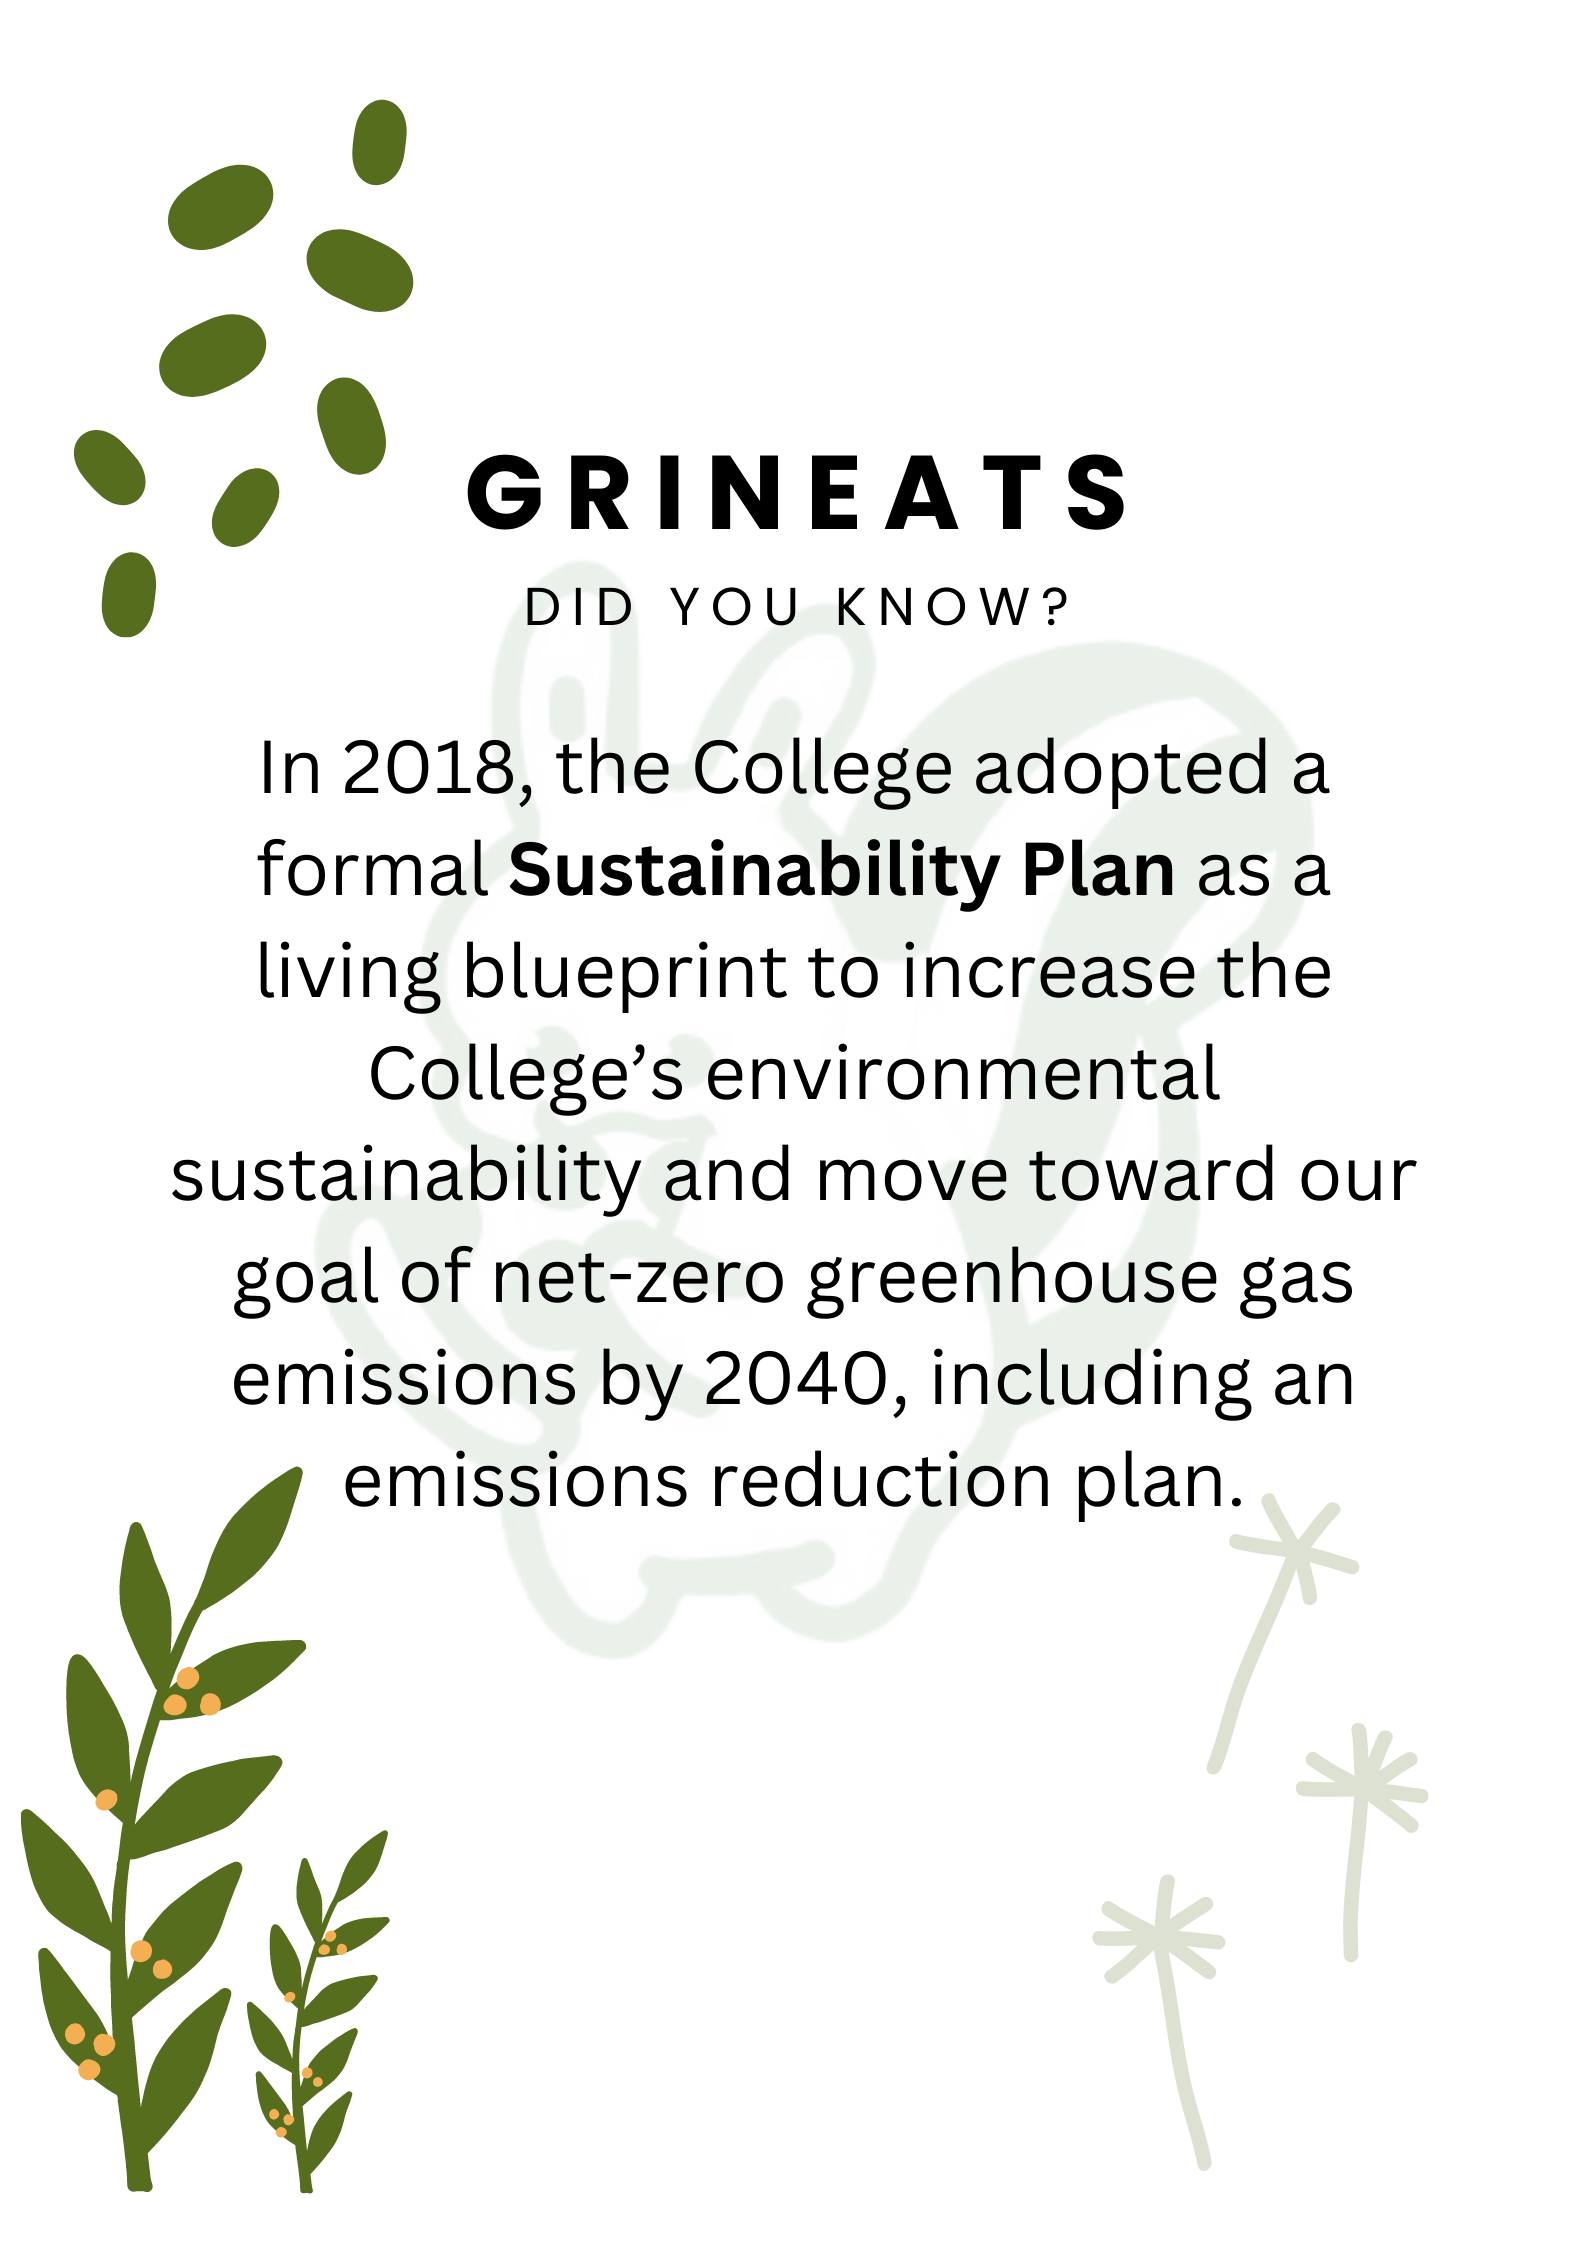 GRINEATS
DID YOU KNOW?
In 2018, the College adopted a
formal Sustainability Plan as a
living blueprint to increase the
College’s environmental
sustainability and move toward our
goal of net-zero greenhouse gas
emissions by 2040, including an
emissions reduction plan.